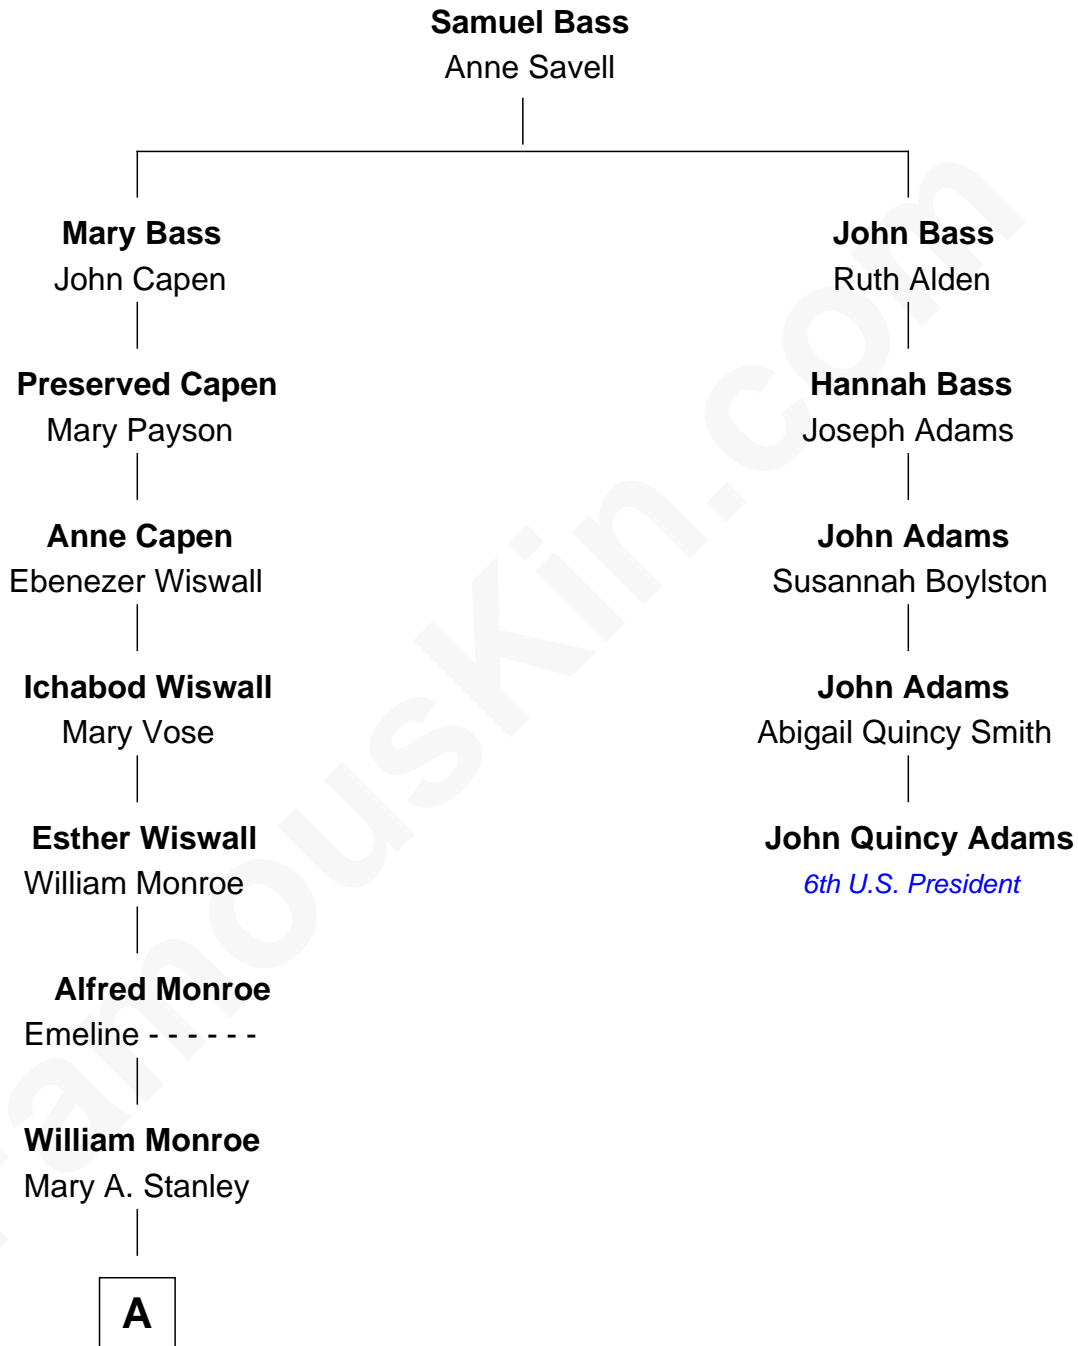 Samuel Bass
Anne Savell
Mary Bass
John Capen
John Bass
Ruth Alden
Preserved Capen
Mary Payson
Hannah Bass
Joseph Adams
Anne Capen
Ebenezer Wiswall
John Adams
Susannah Boylston
Ichabod Wiswall
Mary Vose
John Adams
Abigail Quincy Smith
Esther Wiswall
William Monroe
John Quincy Adams
6th U.S. President
Alfred Monroe
Emeline - - - - - -
William Monroe
Mary A. Stanley
A
FamousKin.com